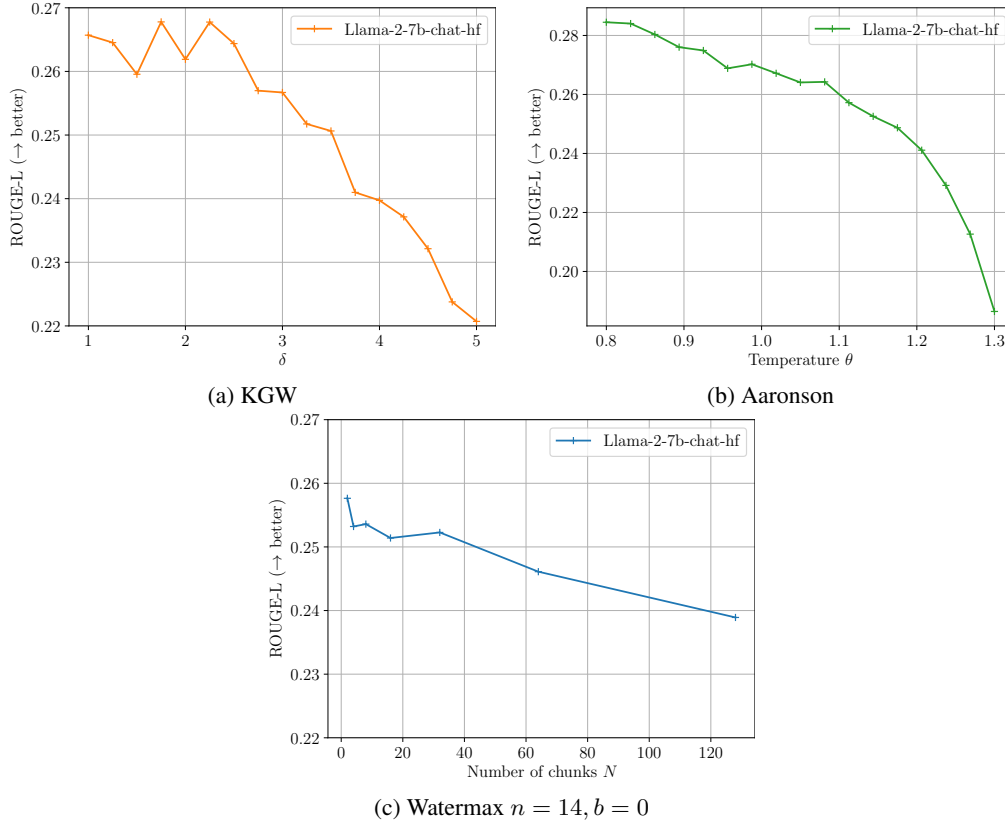 0.27
0.26
0.25
0.24
0.23
0.22
ROUGE-L (→ better)
Llama-2-7b-chat-hf
1 2 3 4 5
δ
(a) KGW
0.28
0.26
0.24
0.22
0.20
ROUGE-L (→ better)
Llama-2-7b-chat-hf
0.8 0.9 1.0 1.1 1.2 1.3
Temperature θ
(b) Aaronson
0.27
0.26
0.25
0.24
0.23
0.22
ROUGE-L (→ better)
Llama-2-7b-chat-hf
0 20 40 60 80 100 120
Number of chunks N
(c) Watermax n = 14, b = 0